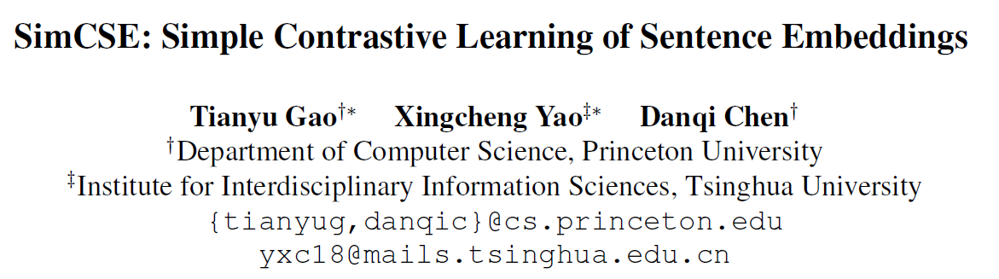 SimCSE: Simple Contrastive Learning of Sentence Embeddings
Tianyu Gao†* Xingcheng Yao‡* Danqi Chen†
†Department of Computer Science, Princeton University
‡Institute for Interdisciplinary Information Sciences, Tsinghua University
{tianyug,danqic}@cs.princeton.edu
yxc18@mails.tsinghua.edu.cn